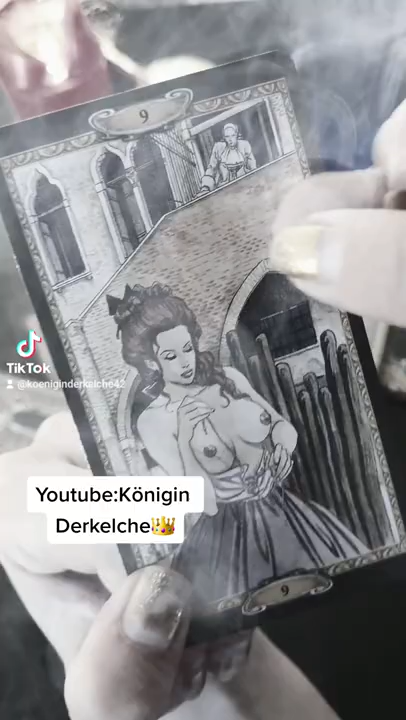 9
TikTok
@koeniginderkelche42
Youtube:Königin
Derkelche👑
9